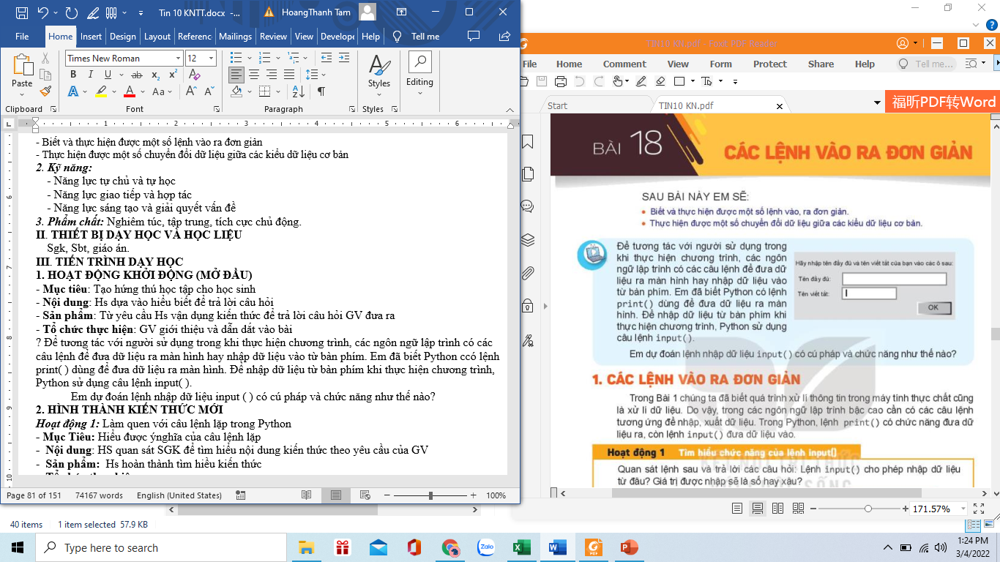 Tin 10 KNTT.docx -...
HoangThanh Tam
File Home Insert Design Layout Referenc Mailings Review View Develope Help Tell me
Times New Roman 12
Paste
B I U ab x₂ x²
A A Aa A A
Styles
Editing
Clipboard Font Paragraph Styles
1 2 3 4 5 6
- Biết và thực hiện được một số lệnh vào ra đơn giản
- Thực hiện được một số chuyển đổi dữ liệu giữa các kiểu dữ liệu cơ bản
2. Kỹ năng:
- Năng lực tự chủ và tự học
- Năng lực giao tiếp và hợp tác
- Năng lực sáng tạo và giải quyết vấn đề
3. Phẩm chất: Nghiêm túc, tập trung, tích cực chủ động.
II. THIẾT BỊ DẠY HỌC VÀ HỌC LIỆU
Sgk, Sbt, giáo án.
III. TIẾN TRÌNH DẠY HỌC
1. HOẠT ĐỘNG KHỞI ĐỘNG (MỞ ĐẦU)
- Mục tiêu: Tạo hứng thú học tập cho học sinh
- Nội dung: Hs dựa vào hiểu biết để trả lời câu hỏi
- Sản phẩm: Từ yêu cầu Hs vận dụng kiến thức để trả lời câu hỏi GV đưa ra
- Tổ chức thực hiện: GV giới thiệu và dẫn dắt vào bài
? Để tương tác với người sử dụng trong khi thực hiện chương trình, các ngôn ngữ lập trình có các
câu lệnh để đưa dữ liệu ra màn hình hay nhập dữ liệu vào từ bàn phím. Em đã biết Python ccó lệnh
print( ) dùng để đưa dữ liệu ra màn hình. Để nhập dữ liệu từ bàn phím khi thực hiện chương trình,
Python sử dụng câu lệnh input( ).
Em dự đoán lệnh nhập dữ liệu input ( ) có cú pháp và chức năng như thế nào?
2. HÌNH THÀNH KIẾN THỨC MỚI
Hoạt động 1: Làm quen với câu lệnh lặp trong Python
- Mục Tiêu: Hiểu được ýnghĩa của câu lệnh lặp
- Nội dung: HS quan sát SGK để tìm hiểu nội dung kiến thức theo yêu cầu của GV
- Sản phẩm: Hs hoàn thành tìm hiểu kiến thức
Page 81 of 151 74167 words English (United States) 100%
40 items 1 item selected 57.9 KB
TIN10 KN.pdf - Foxit PDF Reader
File Home Comment View Form Protect Share Help Tell me...
Start TIN10 KN.pdf
福昕PDF转Word
BÀI 18 CÁC LỆNH VÀO RA ĐƠN GIẢN
SAU BÀI NÀY EM SẼ:
• Biết và thực hiện được một số lệnh vào, ra đơn giản.
• Thực hiện được một số chuyển đổi dữ liệu giữa các kiểu dữ liệu cơ bản.
Để tương tác với người sử dụng trong
khi thực hiện chương trình, các ngôn
ngữ lập trình có các câu lệnh để đưa dữ
liệu ra màn hình hay nhập dữ liệu vào
từ bàn phím. Em đã biết Python có lệnh
print() dùng để đưa dữ liệu ra màn
hình. Để nhập dữ liệu từ bàn phím khi
thực hiện chương trình, Python sử dụng
câu lệnh input().
Hãy nhập tên đầy đủ và tên viết tắt của bạn vào các ô sau:
Tên đầy đủ:
Tên viết tắt:
OK
Em dự đoán lệnh nhập dữ liệu input() có cú pháp và chức năng như thế nào?
1. CÁC LỆNH VÀO RA ĐƠN GIẢN
Trong Bài 1 chúng ta đã biết quá trình xử lí thông tin trong máy tính thực chất cũng
là xử lí dữ liệu. Do vậy, trong các ngôn ngữ lập trình bậc cao cần có các câu lệnh
tương ứng để nhập, xuất dữ liệu. Trong Python, lệnh print() có chức năng đưa dữ
liệu ra, còn lệnh input() đưa dữ liệu vào.
Hoạt động 1 Tìm hiểu chức năng của lệnh input()
Quan sát lệnh sau và trả lời các câu hỏi: Lệnh input() cho phép nhập dữ liệu
từ đâu? Giá trị được nhập sẽ là số hay xâu?
171.57%
Type here to search
Zalo
1:24 PM
3/4/2022